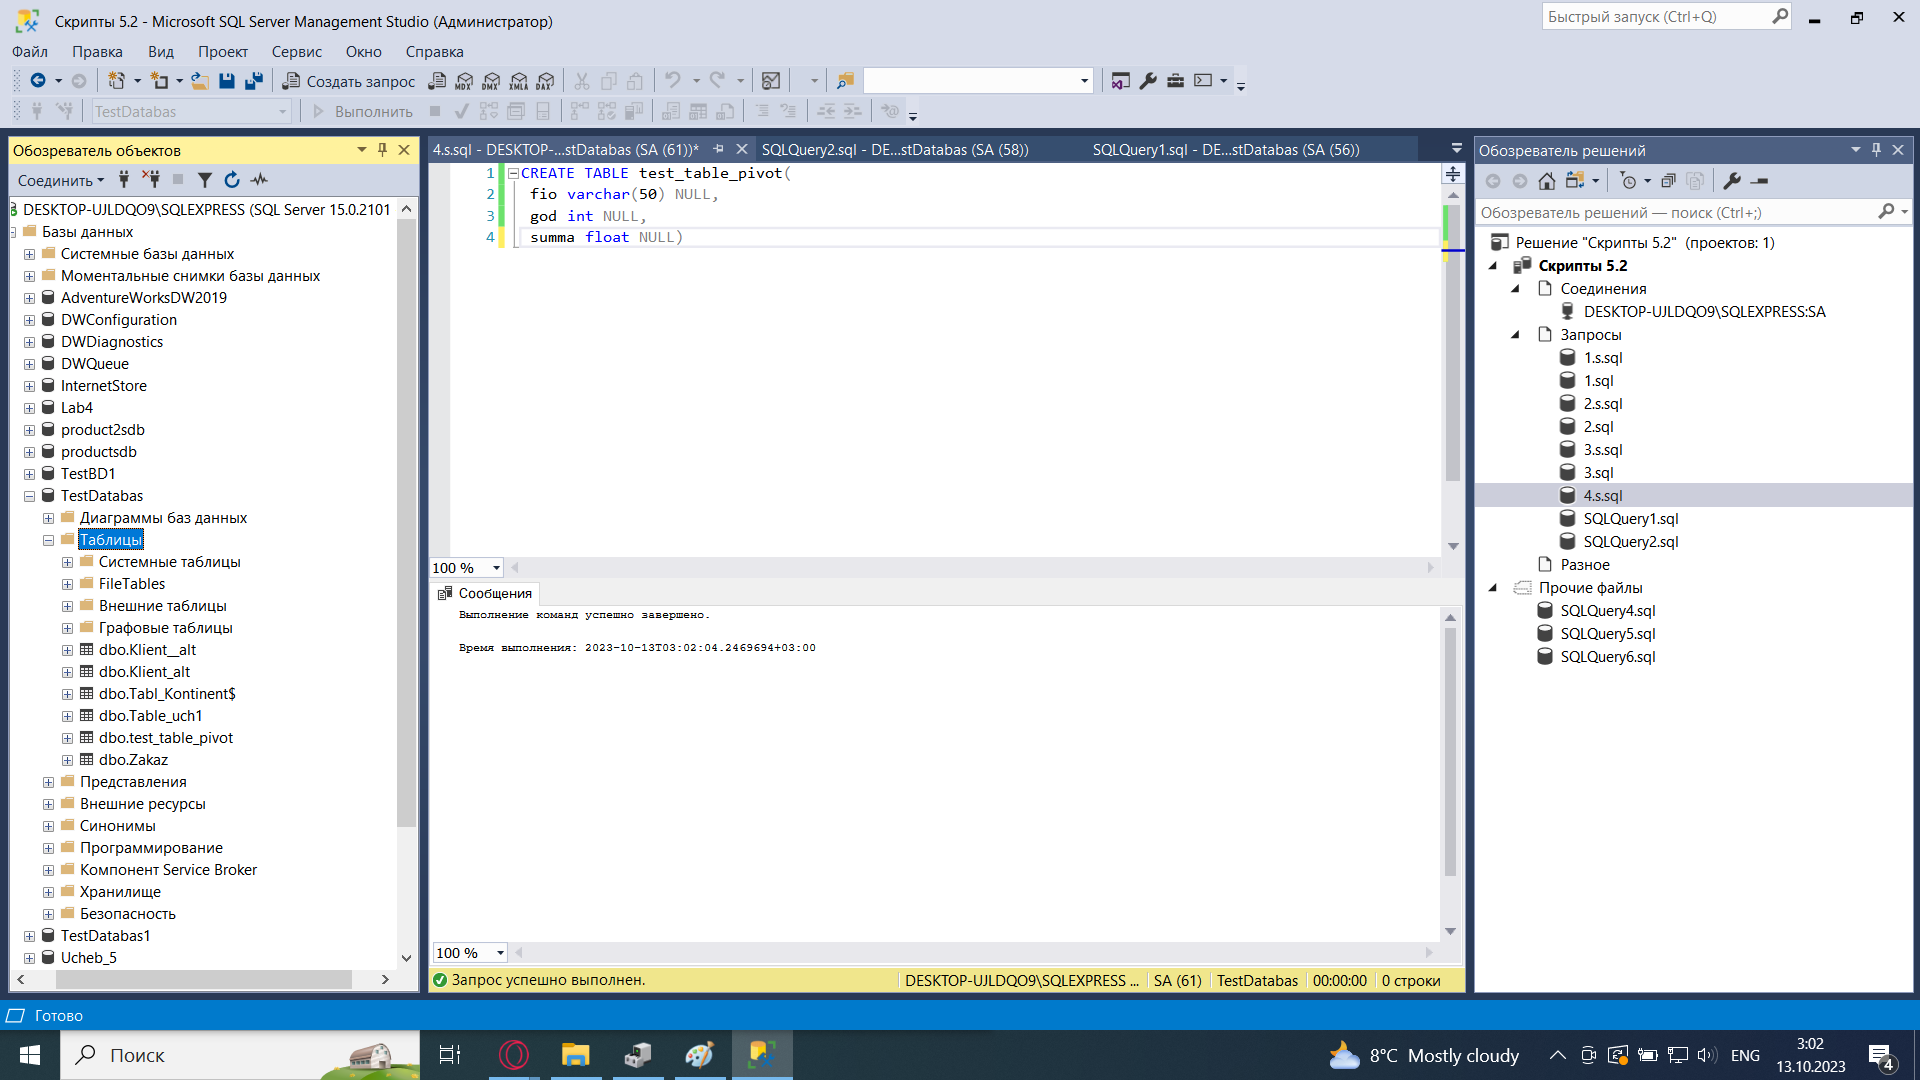 Скрипты 5.2 - Microsoft SQL Server Management Studio (Администратор)
Быстрый запуск (Ctrl+Q)
Файл Правка Вид Проект Сервис Окно Справка
Создать запрос MDX DMX XMLA DAX
TestDatabas Выполнить
Обозреватель объектов
Соединить
DESKTOP-UJLDQO9\SQLEXPRESS (SQL Server 15.0.2101
Базы данных
Системные базы данных
Моментальные снимки базы данных
AdventureWorksDW2019
DWConfiguration
DWDiagnostics
DWQueue
InternetStore
Lab4
product2sdb
productsdb
TestBD1
TestDatabas
Диаграммы баз данных
Таблицы
Системные таблицы
FileTables
Внешние таблицы
Графовые таблицы
dbo.Klient__alt
dbo.Klient_alt
dbo.Tabl_Kontinent$
dbo.Table_uch1
dbo.test_table_pivot
dbo.Zakaz
Представления
Внешние ресурсы
Синонимы
Программирование
Компонент Service Broker
Хранилище
Безопасность
TestDatabas1
Ucheb_5
4.s.sql - DESKTOP-...stDatabas (SA (61))* SQLQuery2.sql - DE...stDatabas (SA (58)) SQLQuery1.sql - DE...stDatabas (SA (56))
1 CREATE TABLE test_table_pivot(
2 fio varchar(50) NULL,
3 god int NULL,
4 summa float NULL)
100 %
Сообщения
Выполнение команд успешно завершено.
Время выполнения: 2023-10-13T03:02:04.2469694+03:00
100 %
Запрос успешно выполнен. DESKTOP-UJLDQO9\SQLEXPRESS ... SA (61) TestDatabas 00:00:00 0 строки
Обозреватель решений
Обозреватель решений — поиск (Ctrl+;)
Решение "Скрипты 5.2" (проектов: 1)
Скрипты 5.2
Соединения
DESKTOP-UJLDQO9\SQLEXPRESS:SA
Запросы
1.s.sql
1.sql
2.s.sql
2.sql
3.s.sql
3.sql
4.s.sql
SQLQuery1.sql
SQLQuery2.sql
Разное
Прочие файлы
SQLQuery4.sql
SQLQuery5.sql
SQLQuery6.sql
Готово
Поиск
8°C Mostly cloudy
ENG
3:02
13.10.2023
4